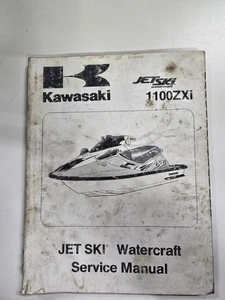 Kawasaki
JET SKI
1100ZXi
JET SKI® Watercraft
Service Manual